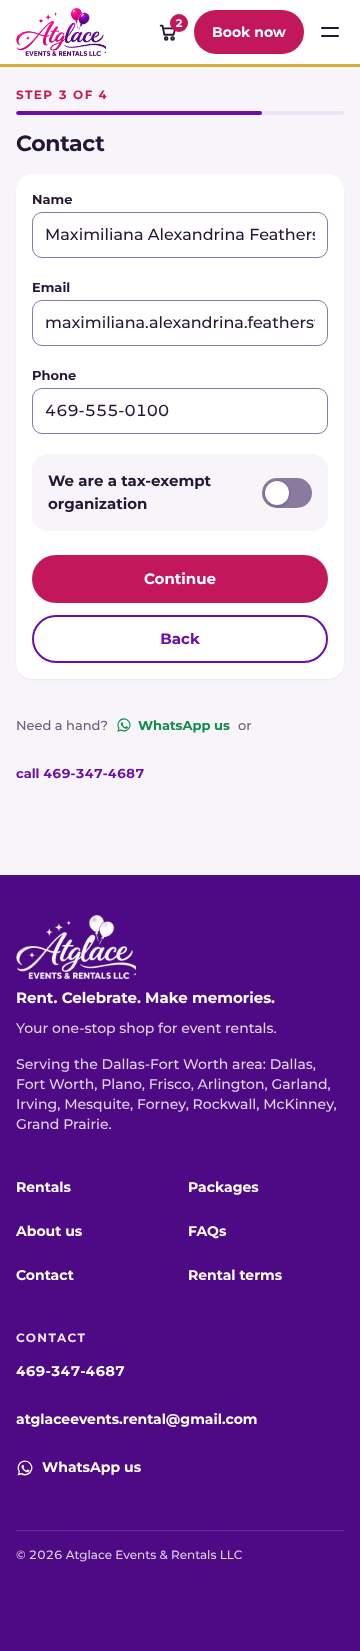 Atglace
EVENTS & RENTALS LLC
2
Book now
STEP 3 OF 4
Contact
Name
Maximiliana Alexandrina Feathers
Email
maximiliana.alexandrina.feathers
Phone
469-555-0100
We are a tax-exempt
organization
Continue
Back
Need a hand? WhatsApp us or
call 469-347-4687
Atglace
EVENTS & RENTALS LLC
Rent. Celebrate. Make memories.
Your one-stop shop for event rentals.
Serving the Dallas-Fort Worth area: Dallas,
Fort Worth, Plano, Frisco, Arlington, Garland,
Irving, Mesquite, Forney, Rockwall, McKinney,
Grand Prairie.
Rentals Packages
About us FAQs
Contact Rental terms
CONTACT
469-347-4687
atglaceevents.rental@gmail.com
WhatsApp us
© 2026 Atglace Events & Rentals LLC